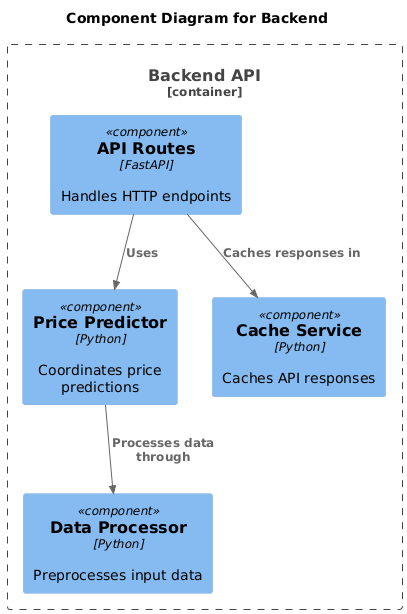 Component Diagram for Backend
Backend API
[container]
«component»
API Routes
[FastAPI]
Handles HTTP endpoints
Uses
Caches responses in
«component»
Price Predictor
[Python]
Coordinates price
predictions
«component»
Cache Service
[Python]
Caches API responses
Processes data
through
«component»
Data Processor
[Python]
Preprocesses input data